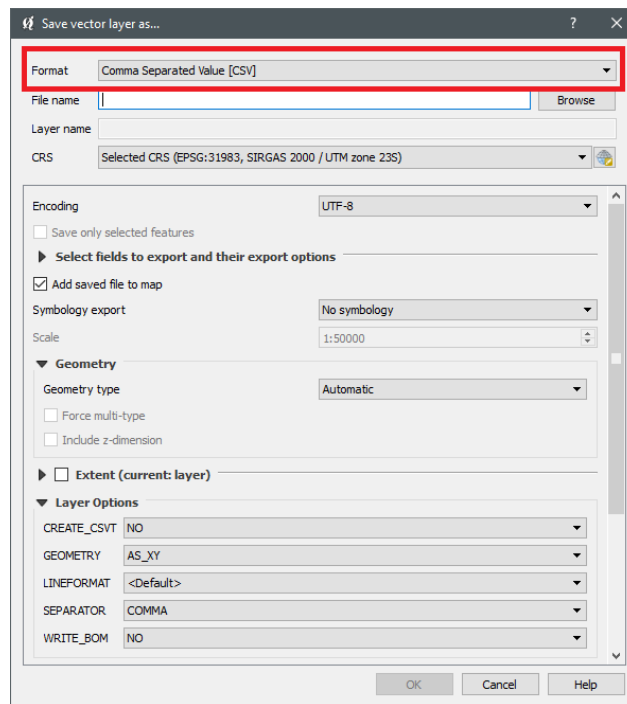 Save vector layer as...
Format Comma Separated Value [CSV]
File name Browse
Layer name
CRS Selected CRS (EPSG:31983, SIRGAS 2000 / UTM zone 23S)
Encoding UTF-8
Save only selected features
Select fields to export and their export options
Add saved file to map
Symbology export No symbology
Scale 1:50000
Geometry
Geometry type Automatic
Force multi-type
Include z-dimension
Extent (current: layer)
Layer Options
CREATE_CSVT NO
GEOMETRY AS_XY
LINEFORMAT <Default>
SEPARATOR COMMA
WRITE_BOM NO
OK Cancel Help